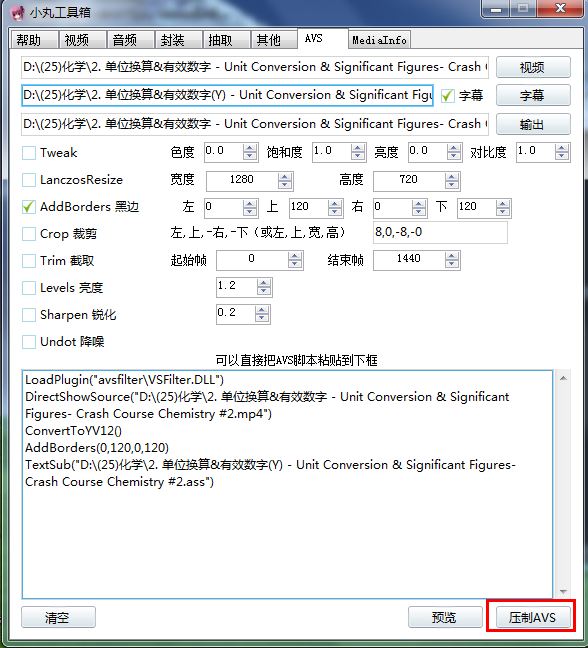 小丸工具箱
帮助 视频 音频 封装 抽取 其他 AVS MediaInfo
D:\(25)化学\2. 单位换算&有效数字 - Unit Conversion & Significant Figures- Crash 视频
D:\(25)化学\2. 单位换算&有效数字(Y) - Unit Conversion & Significant Figu 字幕 字幕
D:\(25)化学\2. 单位换算&有效数字 - Unit Conversion & Significant Figures- Crash 输出
Tweak 色度 0.0 饱和度 1.0 亮度 0.0 对比度 1.0
LanczosResize 宽度 1280 高度 720
AddBorders 黑边 左 0 上 120 右 0 下 120
Crop 裁剪 左,上,-右,-下（或左,上,宽,高） 8,0,-8,-0
Trim 截取 起始帧 0 结束帧 1440
Levels 亮度 1.2
Sharpen 锐化 0.2
Undot 降噪
可以直接把AVS脚本粘贴到下框
LoadPlugin("avsfilter\VSFilter.DLL")
DirectShowSource("D:\(25)化学\2. 单位换算&有效数字 - Unit Conversion & Significant
Figures- Crash Course Chemistry #2.mp4")
ConvertToYV12()
AddBorders(0,120,0,120)
TextSub("D:\(25)化学\2. 单位换算&有效数字(Y) - Unit Conversion & Significant Figures-
Crash Course Chemistry #2.ass")
清空 预览 压制AVS